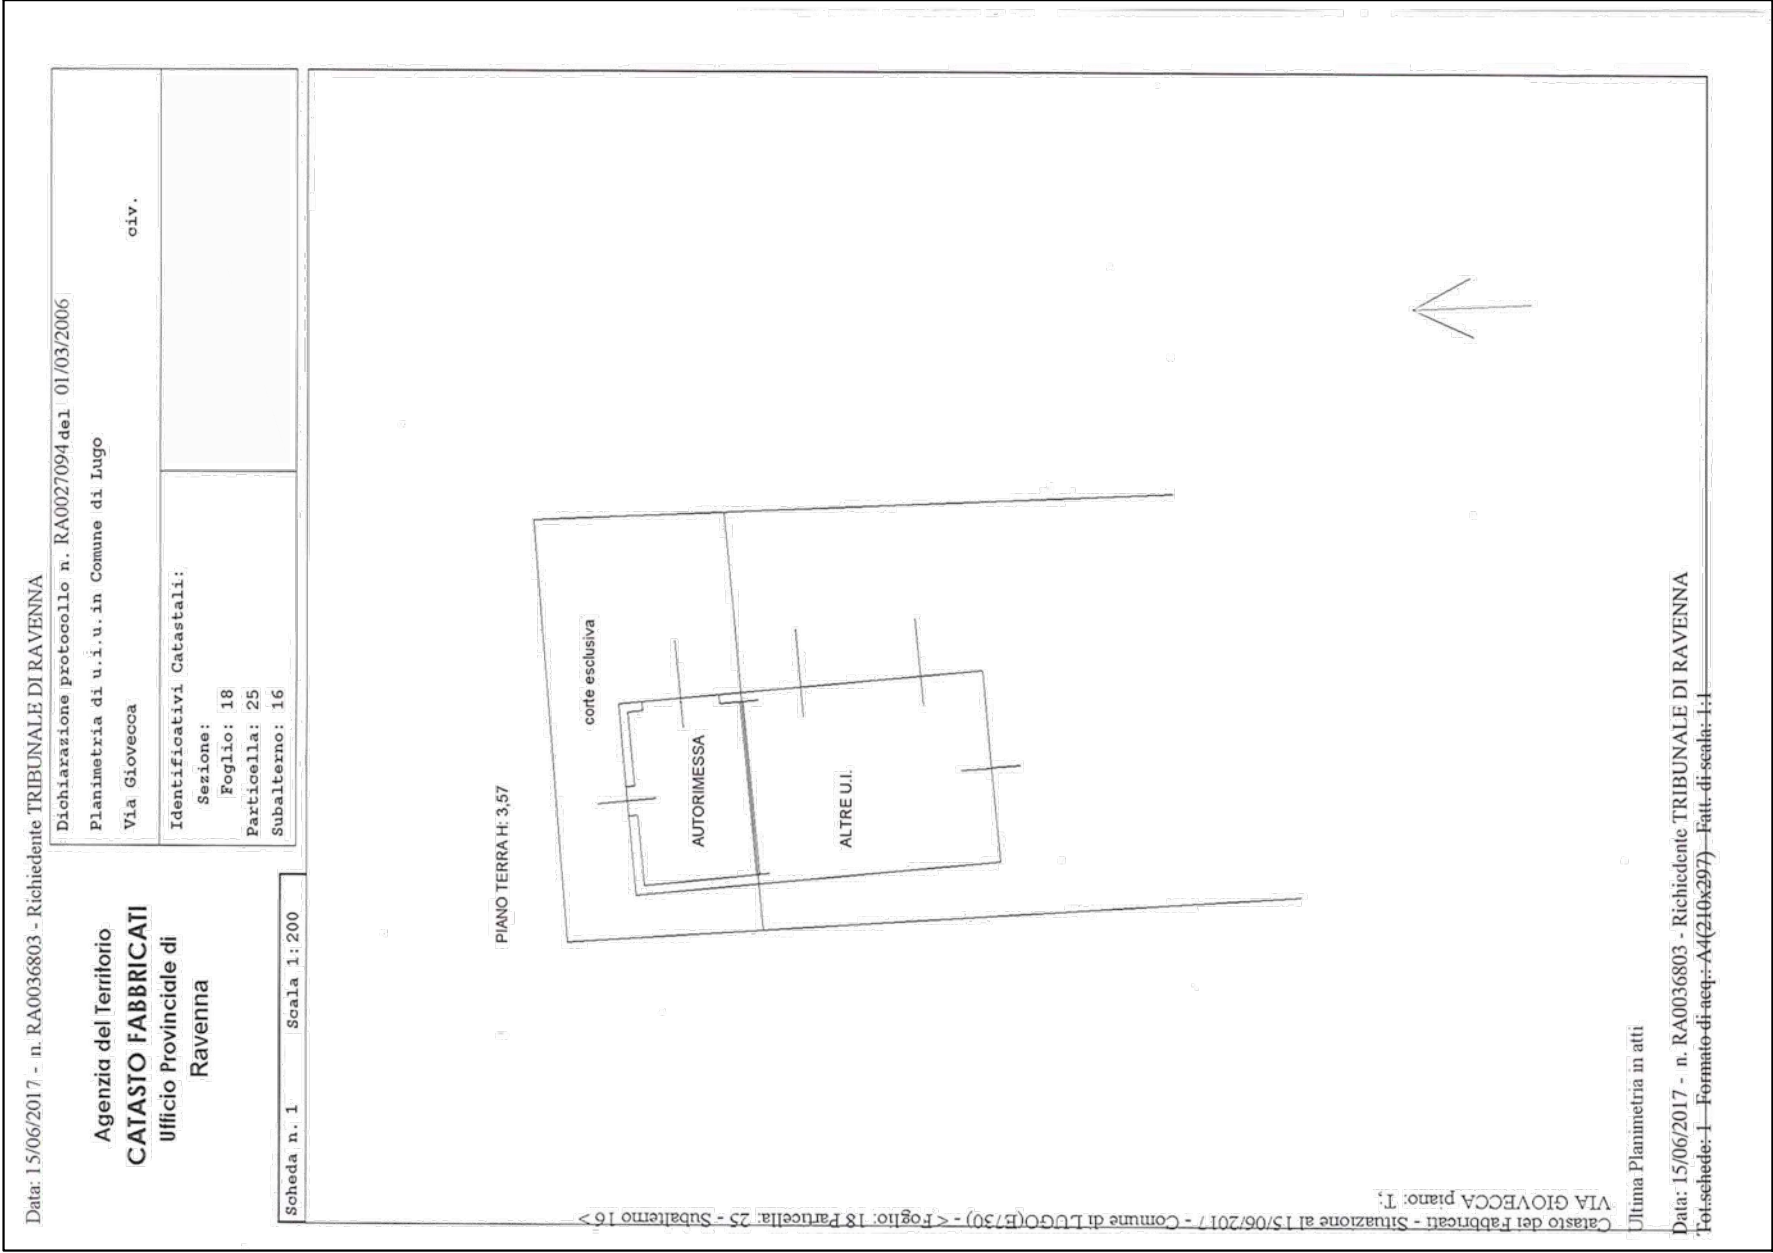 Data: 15/06/2017 - n. RA0036803 - Richiedente TRIBUNALE DI RAVENNA
Agenzia del Territorio
CATASTO FABBRICATI
Ufficio Provinciale di
Ravenna
Dichiarazione protocollo n. RA0027094 del 01/03/2006
Planimetria di u.i.u. in Comune di Lugo
Via Giovecca civ.
Identificativi Catastali:
Sezione:
Foglio: 18
Particella: 25
Subalterno: 16
Scheda n. 1 Scala 1:200
PIANO TERRA H: 3,57
corte esclusiva
AUTORIMESSA
ALTRE U.I.
Catasto dei Fabbricati - Situazione al 15/06/2017 - Comune di LUGO(E730) - < Foglio: 18 Particella: 25 - Subalterno 16 >
VIA GIOVECCA piano: T;
Ultima Planimetria in atti
Data: 15/06/2017 - n. RA0036803 - Richiedente TRIBUNALE DI RAVENNA
Tot.schede: 1 - Formato di acq.: A4(210x297) - Fatt. di scala: 1:1